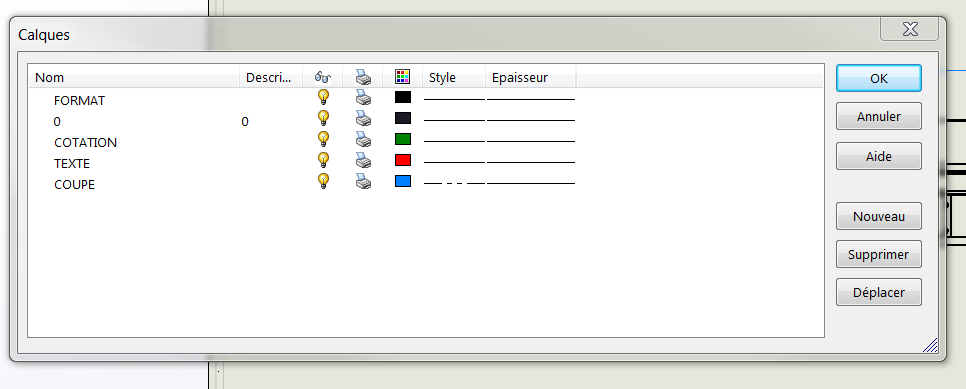 Calques
Nom Descri... Style Epaisseur
FORMAT
0 0
COTATION
TEXTE
COUPE
OK
Annuler
Aide
Nouveau
Supprimer
Déplacer